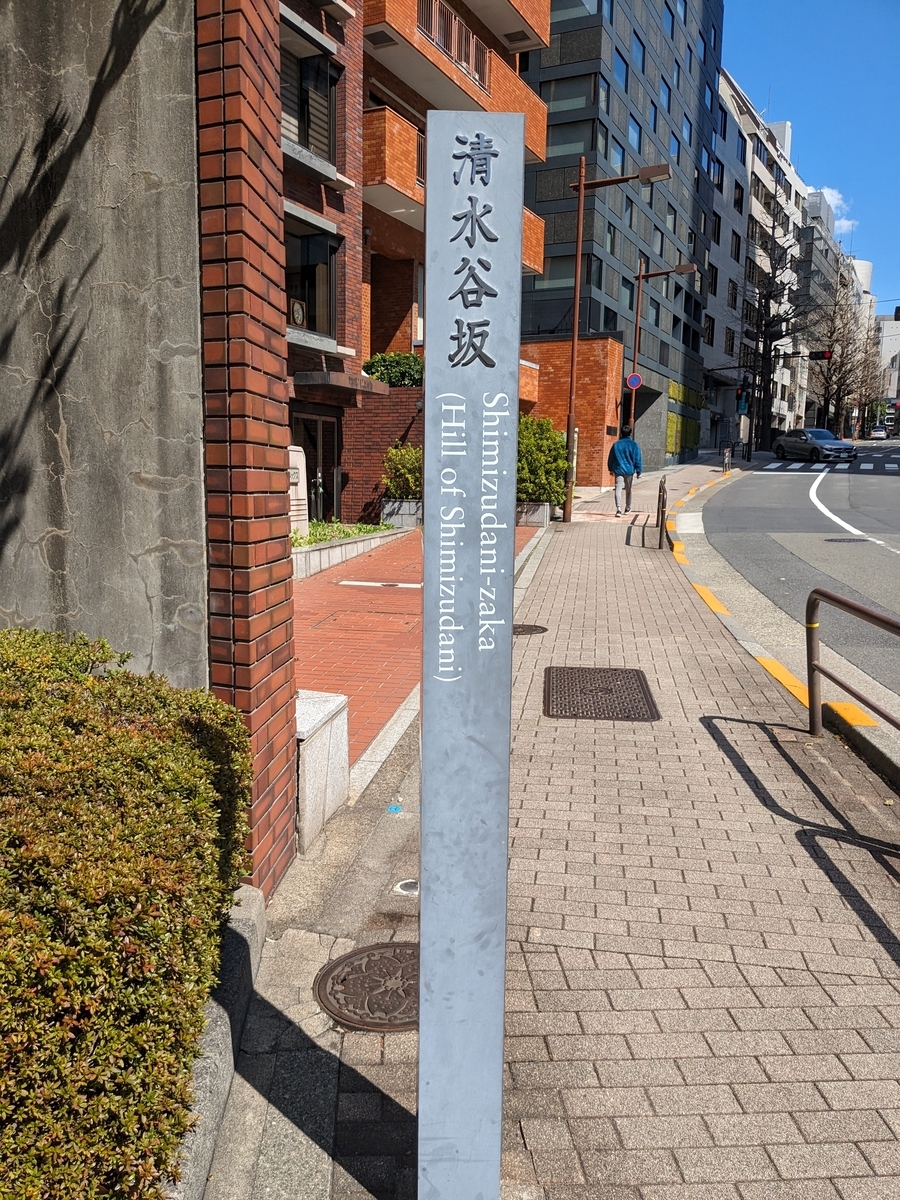 清水谷坂
Shimizudani-zaka
(Hill of Shimizudani)